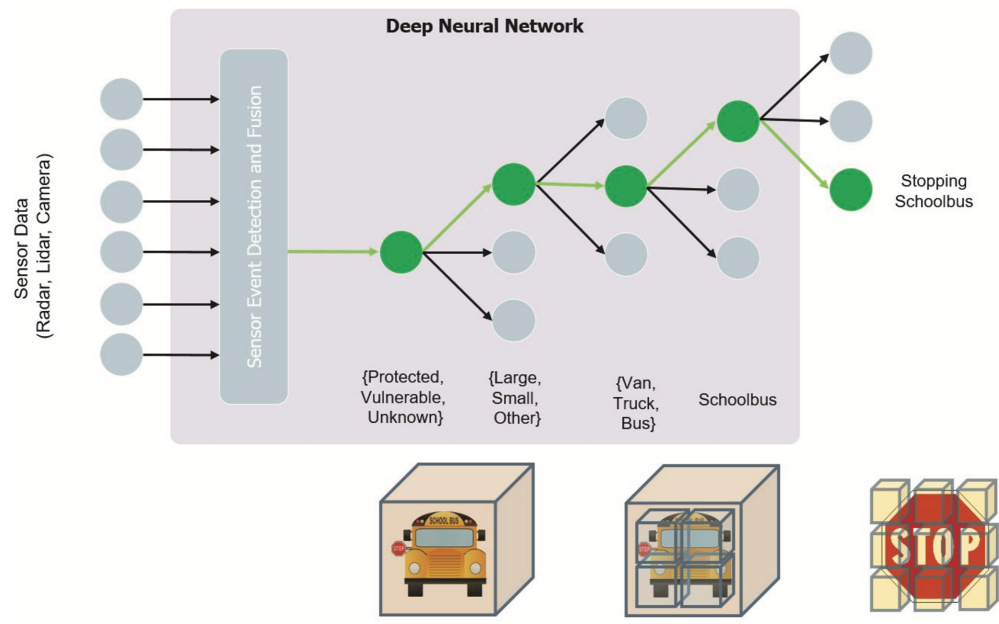 Deep Neural Network
Sensor Data
(Radar, Lidar, Camera)
Sensor Event Detection and Fusion
Stopping
Schoolbus
{Protected,
Vulnerable,
Unknown}
{Large,
Small,
Other}
{Van,
Truck,
Bus}
Schoolbus
SCHOOL BUS
STOP
STOP
STOP